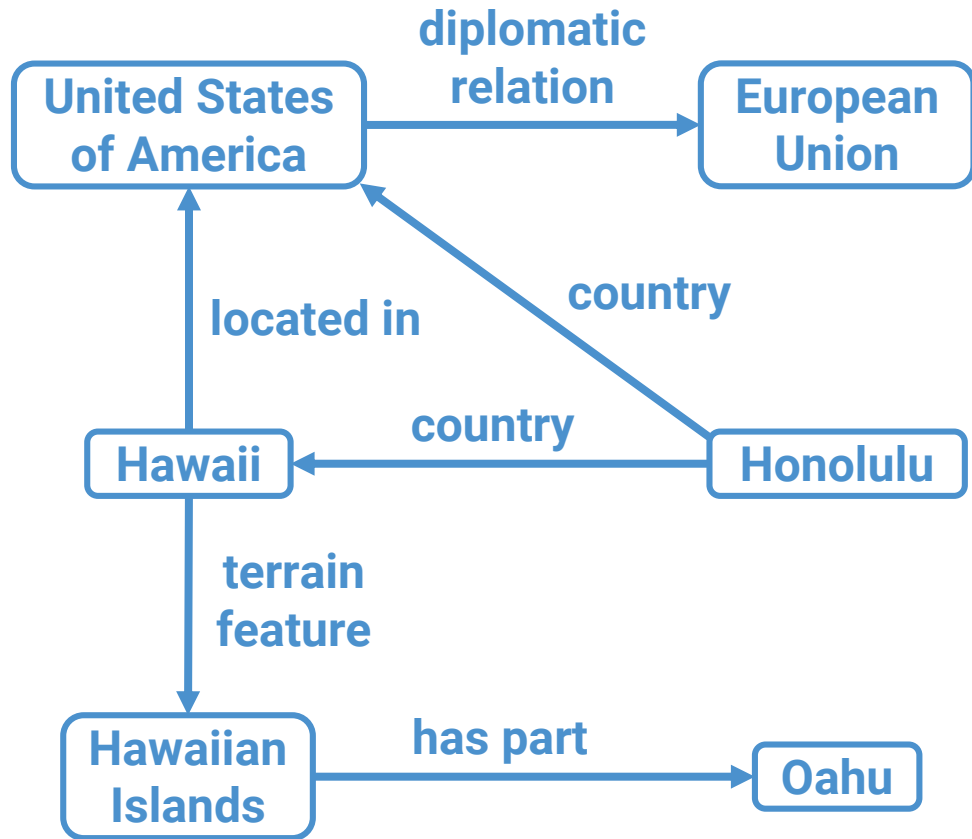 diplomatic
relation
United States
of America
European
Union
located in
country
Hawaii
country
Honolulu
terrain
feature
Hawaiian
Islands
has part
Oahu